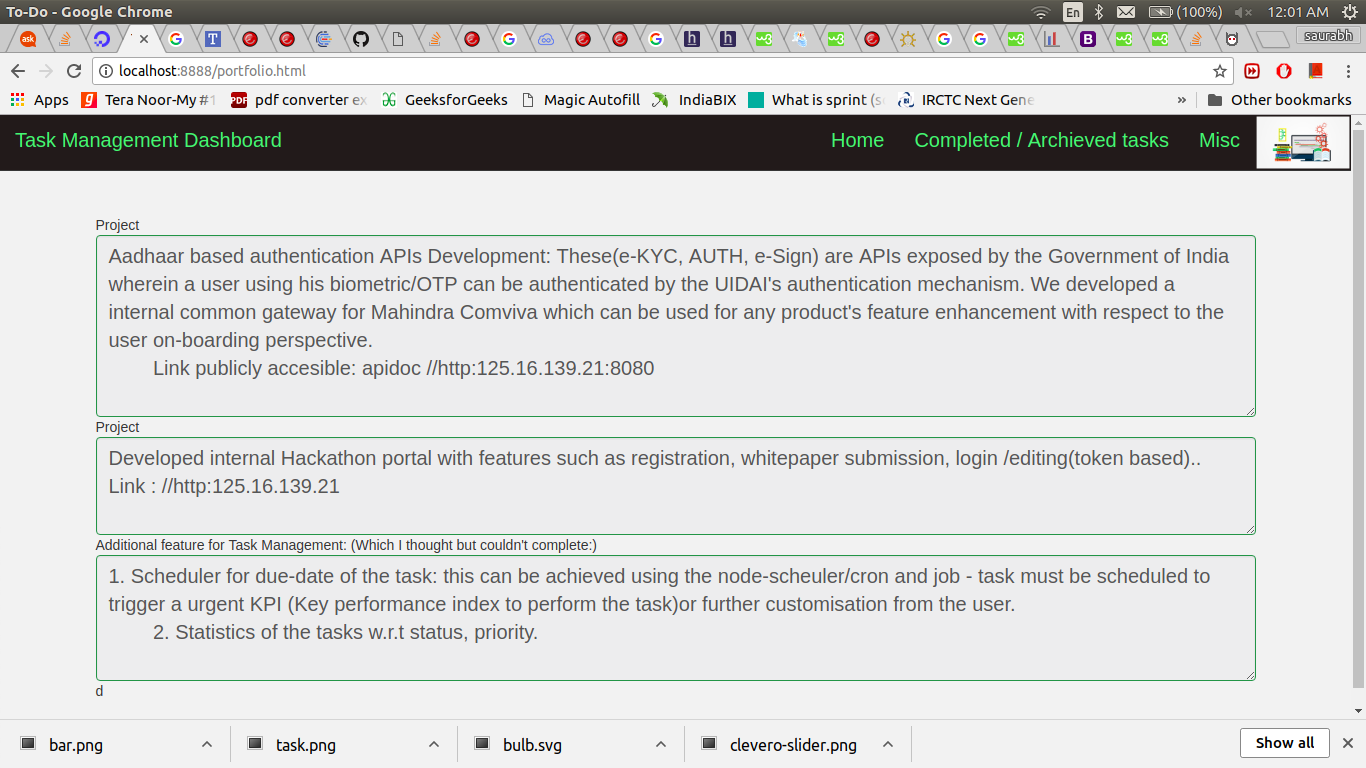 To-Do - Google Chrome
En
(100%)
12:01 AM
saurabh
localhost:8888/portfolio.html
Apps
Tera Noor-My #1
pdf converter ex
GeeksforGeeks
Magic Autofill
IndiaBIX
What is sprint (s
IRCTC Next Gene
»
Other bookmarks
Task Management Dashboard
Home
Completed / Archieved tasks
Misc
Project
Aadhaar based authentication APIs Development: These(e-KYC, AUTH, e-Sign) are APIs exposed by the Government of India
wherein a user using his biometric/OTP can be authenticated by the UIDAI's authentication mechanism. We developed a
internal common gateway for Mahindra Comviva which can be used for any product's feature enhancement with respect to the
user on-boarding perspective.
Link publicly accesible: apidoc //http:125.16.139.21:8080
Project
Developed internal Hackathon portal with features such as registration, whitepaper submission, login /editing(token based)..
Link : //http:125.16.139.21
Additional feature for Task Management: (Which I thought but couldn't complete:)
1. Scheduler for due-date of the task: this can be achieved using the node-scheuler/cron and job - task must be scheduled to
trigger a urgent KPI (Key performance index to perform the task)or further customisation from the user.
2. Statistics of the tasks w.r.t status, priority.
d
bar.png
task.png
bulb.svg
clevero-slider.png
Show all